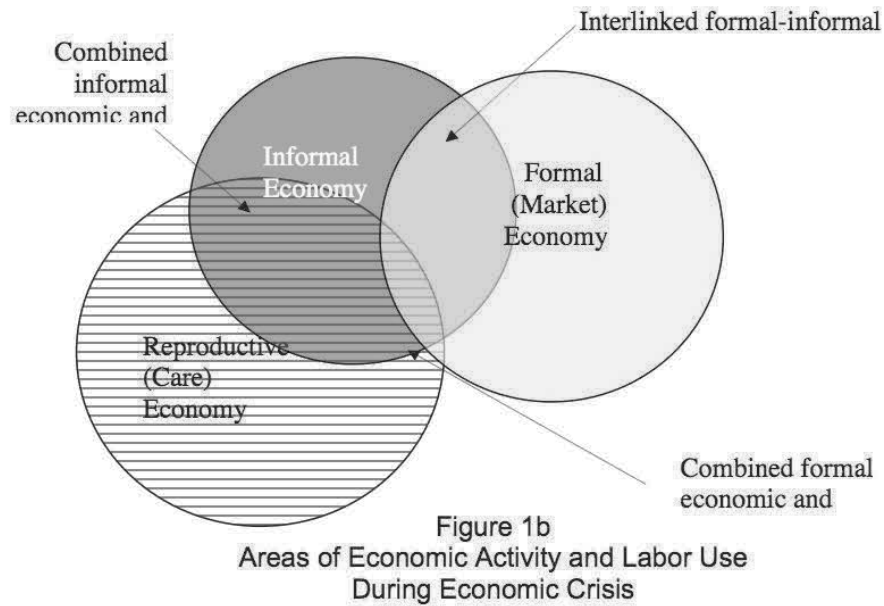 Interlinked formal-informal
Combined
informal
economic and
Informal
Economy
Formal
(Market)
Economy
Reproductive
(Care)
Economy
Combined formal
economic and
Figure 1b
Areas of Economic Activity and Labor Use
During Economic Crisis